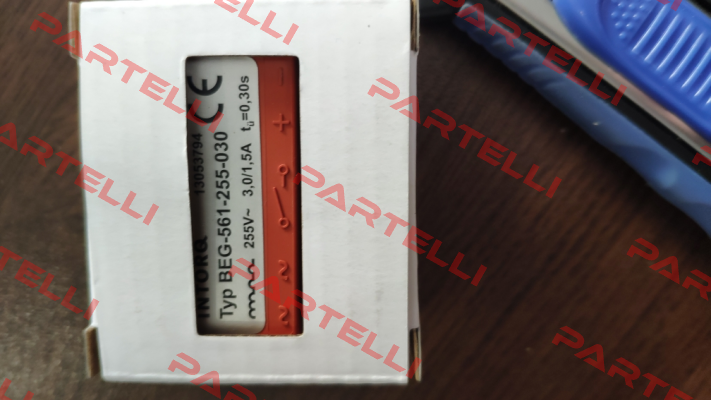 INTORQ 13053794 CE
Typ BEG-561-255-030
255V~ 3,0/1,5A tü=0,30s
~ ~ + -
PARTELLI
PARTELLI
PARTELLI
PARTELLI
PARTELLI
PARTELLI
PARTELLI
PARTELLI
PARTELLI